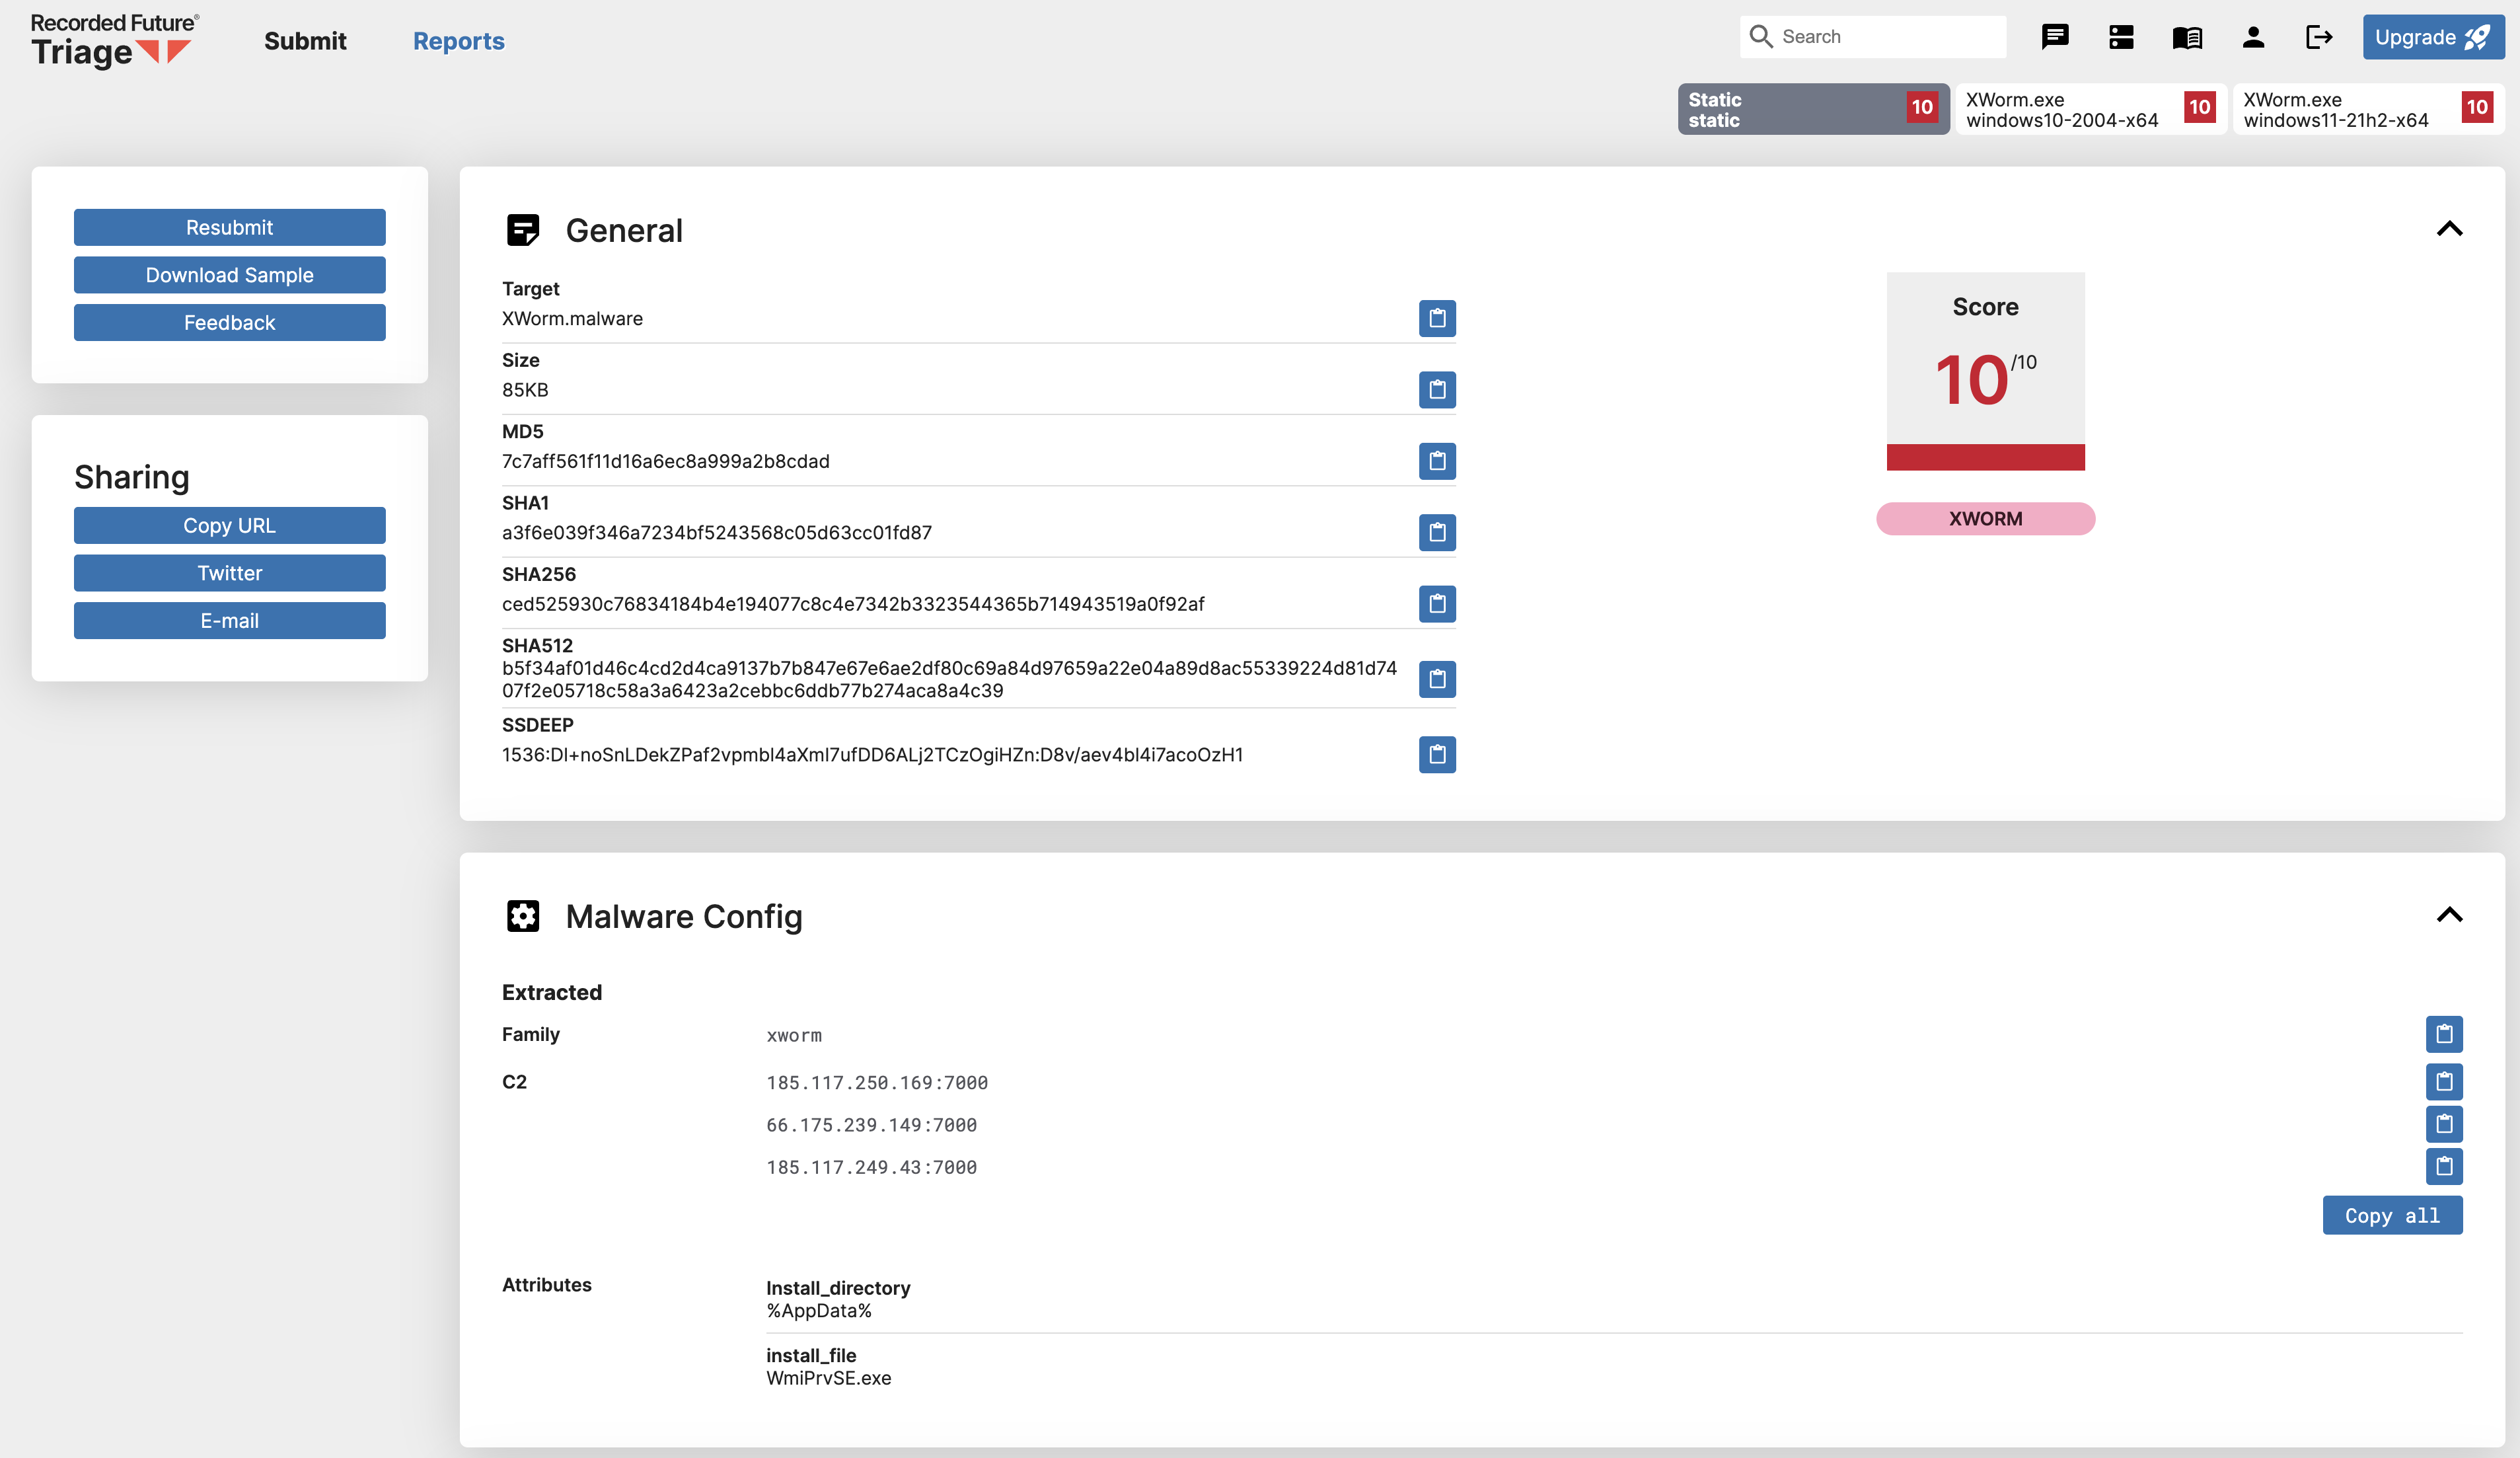 Recorded Future®
Triage
Submit
Reports
Search
Upgrade
Static
static
10
XWorm.exe
windows10-2004-x64
10
XWorm.exe
windows11-21h2-x64
10
Resubmit
Download Sample
Feedback
Sharing
Copy URL
Twitter
E-mail
General
Target
XWorm.malware
Size
85KB
MD5
7c7aff561f11d16a6ec8a999a2b8cdad
SHA1
a3f6e039f346a7234bf5243568c05d63cc01fd87
SHA256
ced525930c76834184b4e194077c8c4e7342b3323544365b714943519a0f92af
SHA512
b5f34af01d46c4cd2d4ca9137b7b847e67e6ae2df80c69a84d97659a22e04a89d8ac55339224d81d74
07f2e05718c58a3a6423a2cebbc6ddb77b274aca8a4c39
SSDEEP
1536:Dl+noSnLDekZPaf2vpmbl4aXmI7ufDD6ALj2TCzOgiHZn:D8v/aev4bl4i7acoOzH1
Score
10/10
XWORM
Malware Config
Extracted
Family
xworm
C2
185.117.250.169:7000
66.175.239.149:7000
185.117.249.43:7000
Copy all
Attributes
Install_directory
%AppData%
install_file
WmiPrvSE.exe